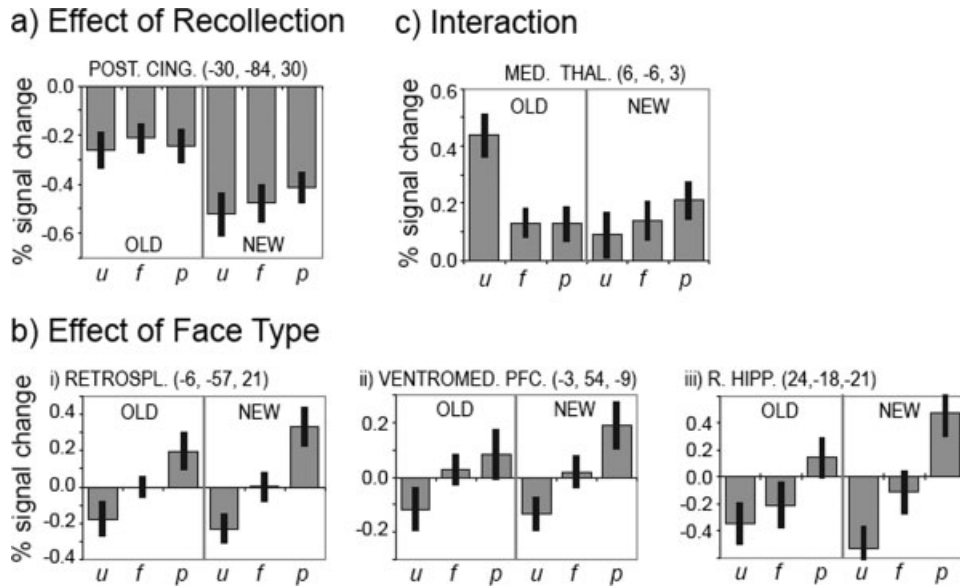 a) Effect of Recollection
POST. CING. (-30, -84, 30)
% signal change
0.0
-0.2
-0.4
-0.6
OLD
NEW
u f p u f p
c) Interaction
MED. THAL. (6, -6, 3)
% signal change
0.6
0.4
0.2
0.0
OLD
NEW
u f p u f p
b) Effect of Face Type
i) RETROSPL. (-6, -57, 21)
% signal change
0.4
0.2
0.0
-0.2
-0.4
OLD
NEW
u f p u f p
ii) VENTROMED. PFC. (-3, 54, -9)
0.2
0.0
-0.2
OLD
NEW
u f p u f p
iii) R. HIPP. (24,-18,-21)
0.4
0.2
0.0
-0.2
-0.4
OLD
NEW
u f p u f p